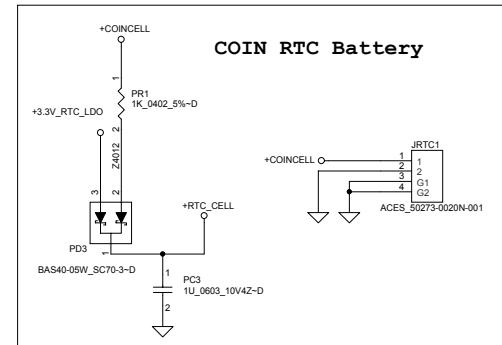 +COINCELL
COIN RTC Battery
1
PR1
1K_0402_5%~D
+3.3V_RTC_LDO
2
Z4012
3
2
PD3
1
BAS40-05W_SC70-3~D
+RTC_CELL
1
PC3
1U_0603_10V4Z~D
2
JRTC1
+COINCELL
1 1
2 2
3 G1
4 G2
ACES_50273-0020N-001